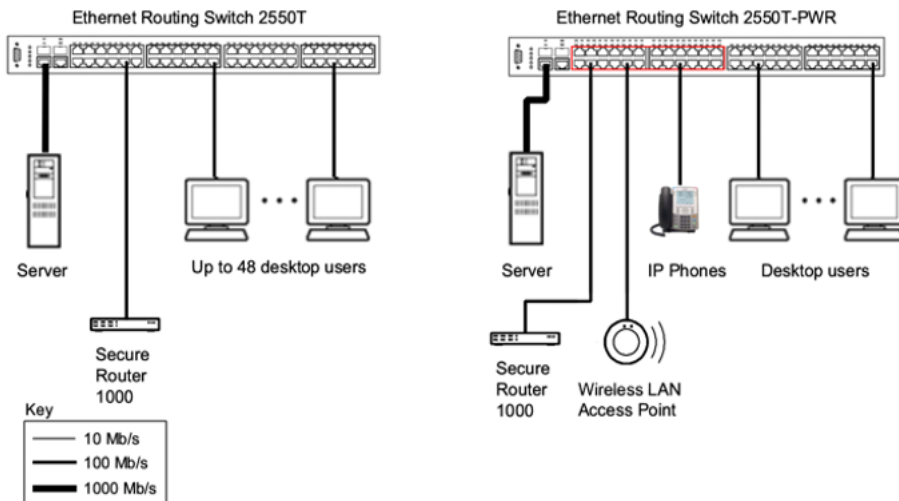 Ethernet Routing Switch 2550T
Server
Up to 48 desktop users
Secure
Router
1000
Key
10 Mb/s
100 Mb/s
1000 Mb/s
Ethernet Routing Switch 2550T-PWR
Server
IP Phones
Desktop users
Secure
Router
1000
Wireless LAN
Access Point